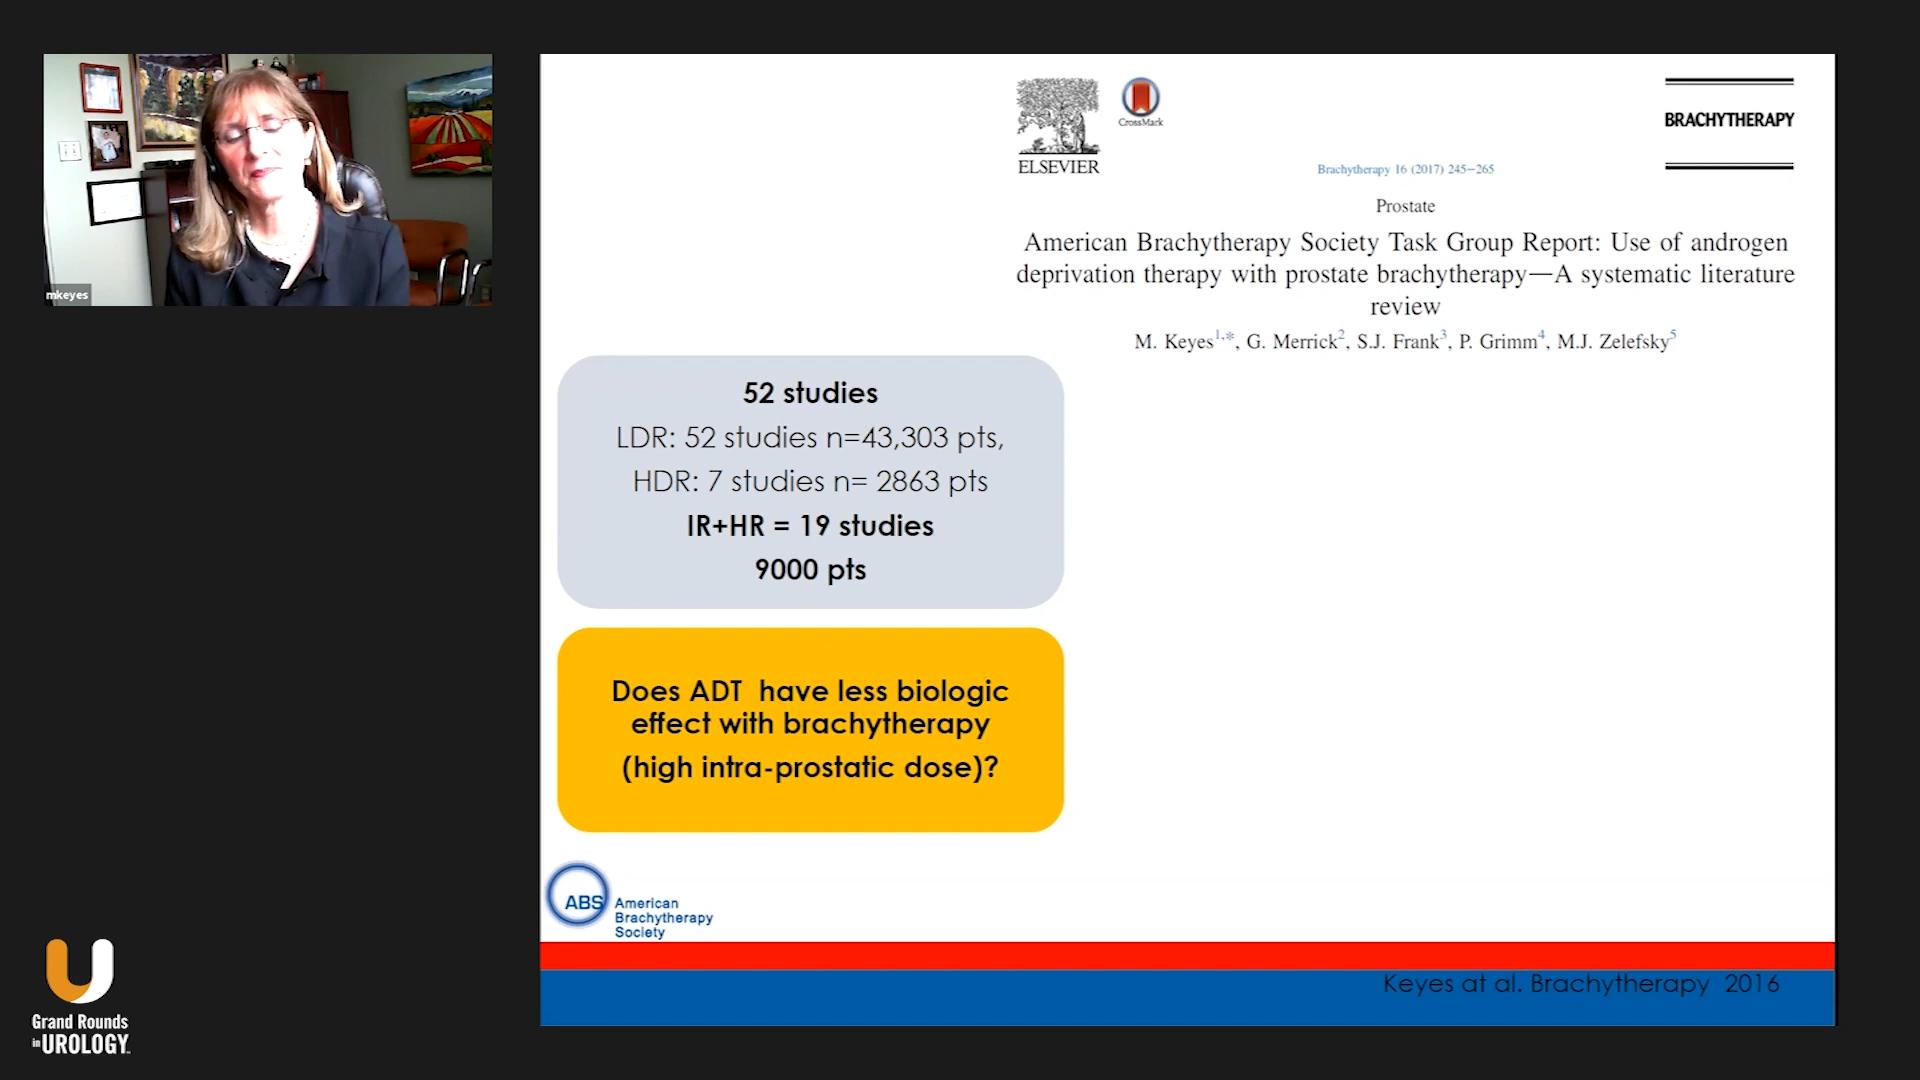 mkeyes
ELSEVIER
CrossMark
BRACHYTHERAPY
Brachytherapy 16 (2017) 245–265
Prostate
American Brachytherapy Society Task Group Report: Use of androgen
deprivation therapy with prostate brachytherapy—A systematic literature
review
M. Keyes1,*, G. Merrick2, S.J. Frank3, P. Grimm4, M.J. Zelefsky5
52 studies
LDR: 52 studies n=43,303 pts,
HDR: 7 studies n= 2863 pts
IR+HR = 19 studies
9000 pts
Does ADT have less biologic
effect with brachytherapy
(high intra-prostatic dose)?
ABS
American
Brachytherapy
Society
Keyes at al. Brachytherapy 2016
Grand Rounds
in UROLOGY